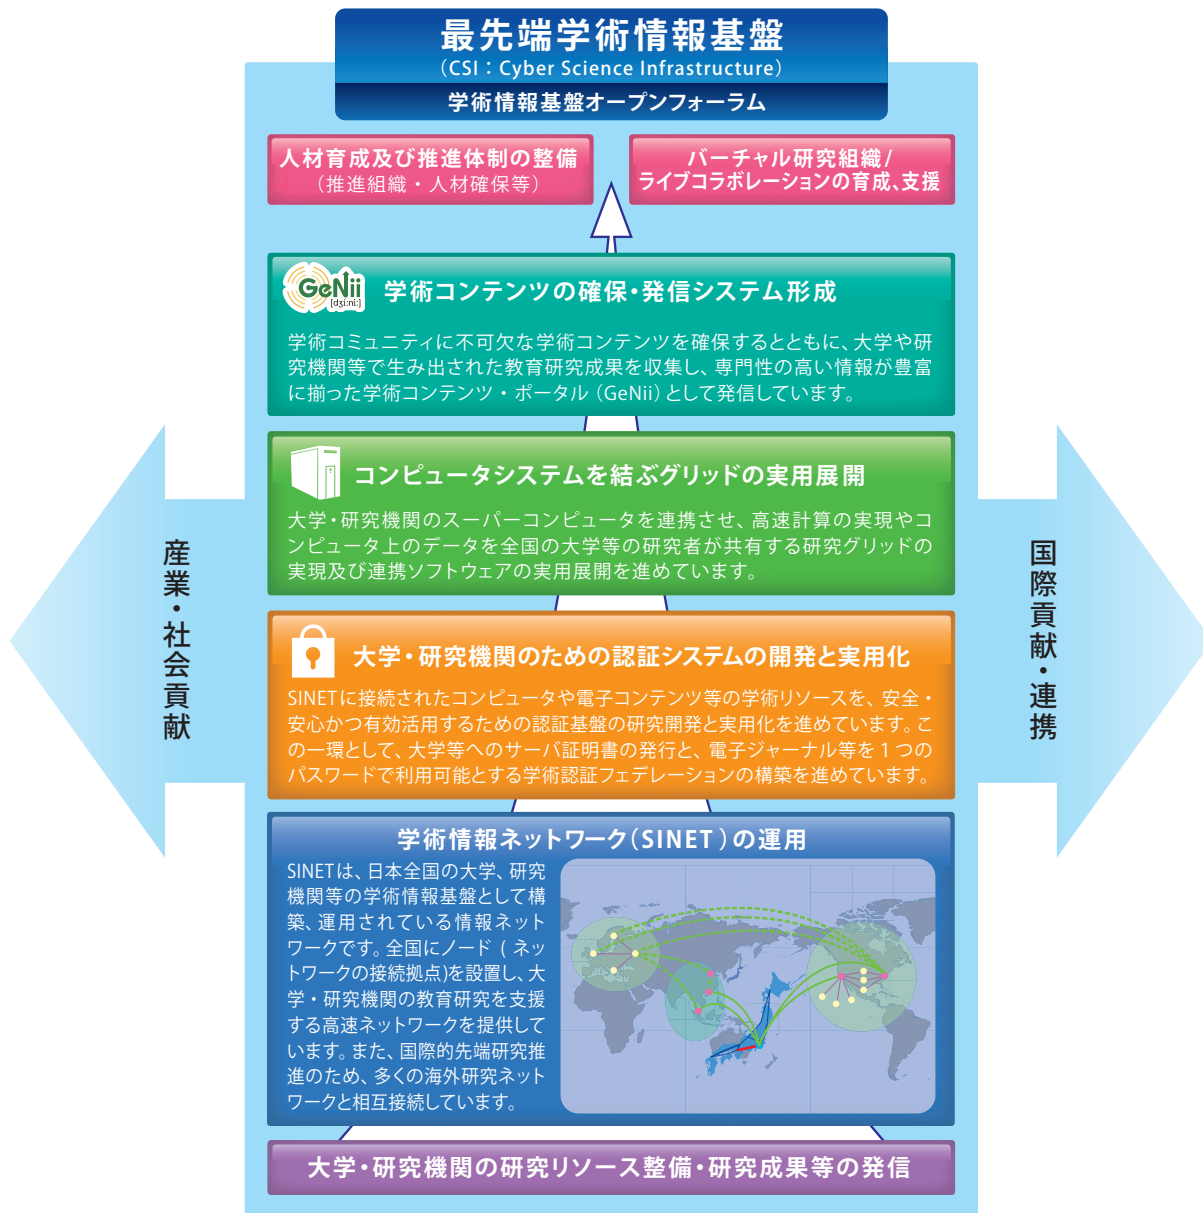 最先端学術情報基盤
（CSI：Cyber Science Infrastructure）
学術情報基盤オープンフォーラム
人材育成及び推進体制の整備
（推進組織・人材確保等）
バーチャル研究組織/
ライブコラボレーションの育成、支援
GeNii
[dʒí:ni:]
学術コンテンツの確保・発信システム形成
学術コミュニティに不可欠な学術コンテンツを確保するとともに、大学や研
究機関等で生み出された教育研究成果を収集し、専門性の高い情報が豊富
に揃った学術コンテンツ・ポータル（GeNii）として発信しています。
コンピュータシステムを結ぶグリッドの実用展開
大学・研究機関のスーパーコンピュータを連携させ、高速計算の実現やコ
ンピュータ上のデータを全国の大学等の研究者が共有する研究グリッドの
実現及び連携ソフトウェアの実用展開を進めています。
産業・社会貢献
国際貢献・連携
大学・研究機関のための認証システムの開発と実用化
SINETに接続されたコンピュータや電子コンテンツ等の学術リソースを、安全・
安心かつ有効活用するための認証基盤の研究開発と実用化を進めています。こ
の一環として、大学等へのサーバ証明書の発行と、電子ジャーナル等を１つの
パスワードで利用可能とする学術認証フェデレーションの構築を進めています。
学術情報ネットワーク（SINET）の運用
SINETは、日本全国の大学、研究
機関等の学術情報基盤として構
築、運用されている情報ネット
ワークです。全国にノード（ネッ
トワークの接続拠点)を設置し、大
学・研究機関の教育研究を支援
する高速ネットワークを提供して
います。また、国際的先端研究推
進のため、多くの海外研究ネット
ワークと相互接続しています。
大学・研究機関の研究リソース整備・研究成果等の発信